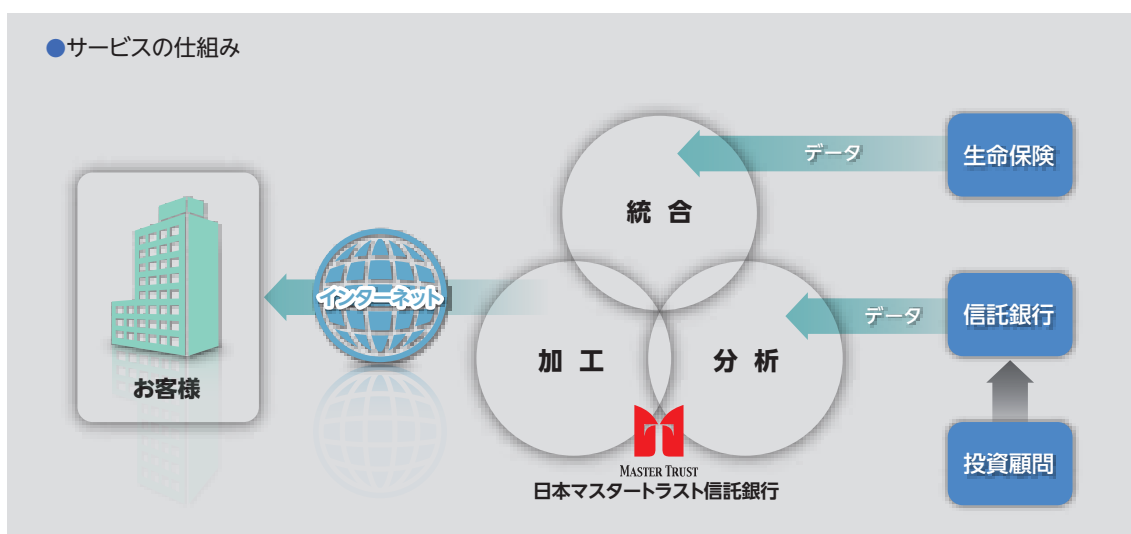 ●サービスの仕組み
データ
生命保険
統合
インターネット
データ
信託銀行
加工
分析
お客様
投資顧問
MASTER TRUST
日本マスタートラスト信託銀行